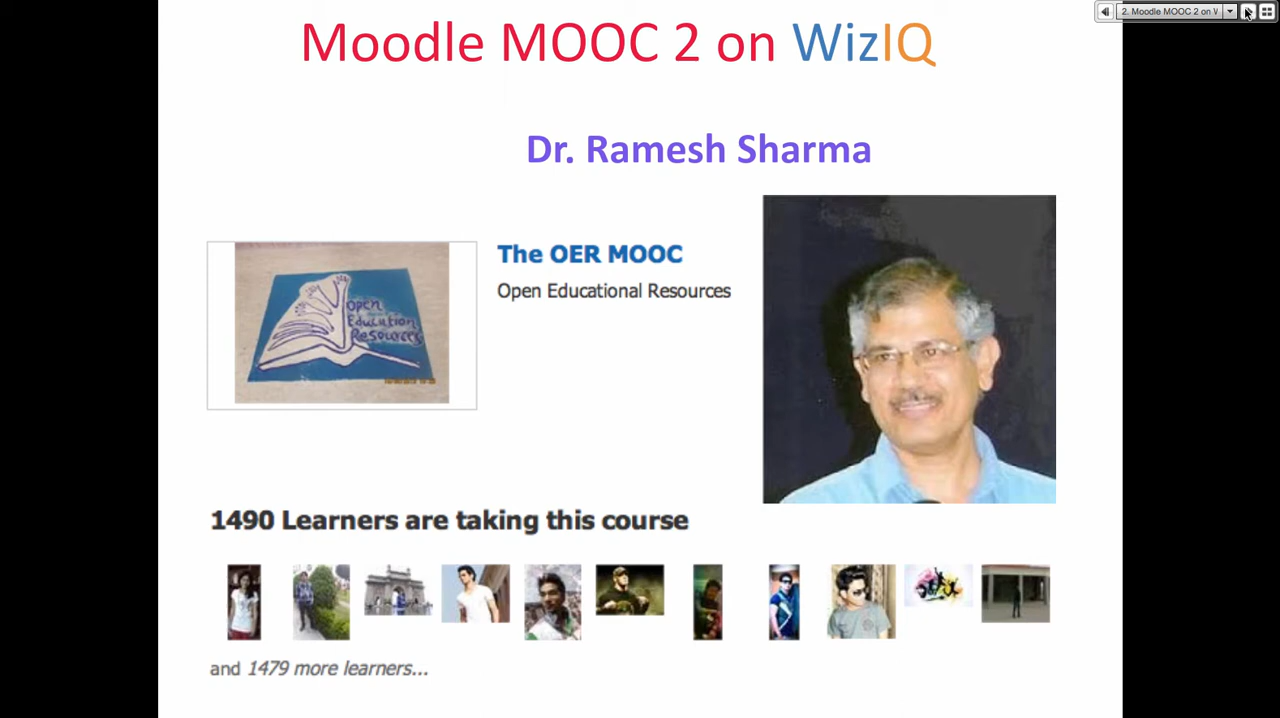 2. Moodle MOOC 2 on W
Moodle MOOC 2 on WizIQ
Dr. Ramesh Sharma
Open
Education
Resources
The OER MOOC
Open Educational Resources
1490 Learners are taking this course
and 1479 more learners...